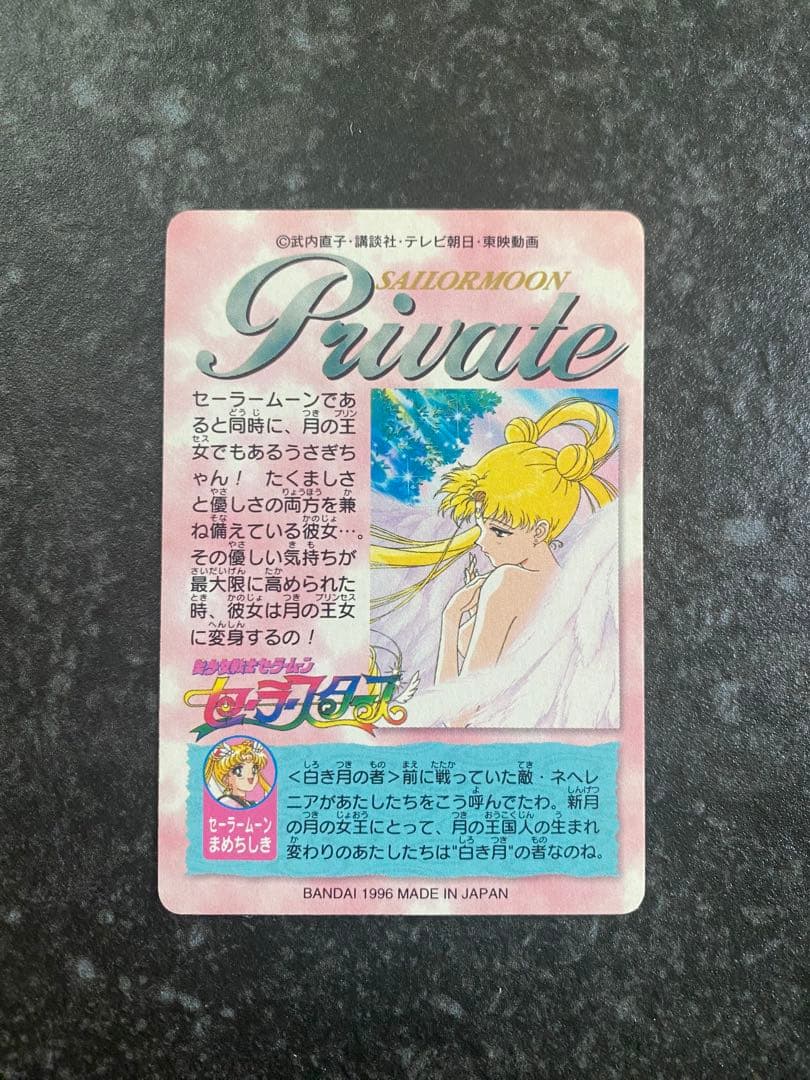 ©武内直子・講談社・テレビ朝日・東映動画
SAILORMOON
Private
セーラームーンであ
ると同時に、月の王
女でもあるうさぎち
ゃん！ たくましさ
と優しさの両方を兼
ね備えている彼女…。
その優しい気持ちが
最大限に高められた
時、彼女は月の王女
に変身するの！
美少女戦士セーラームーン
セーラースターズ
＜白き月の者＞前に戦っていた敵・ネヘレ
ニアがあたしたちをこう呼んでたわ。新月
の月の女王にとって、月の王国人の生まれ
変わりのあたしたちは"白き月"の者なのね。
セーラームーン
まめちしき
BANDAI 1996 MADE IN JAPAN